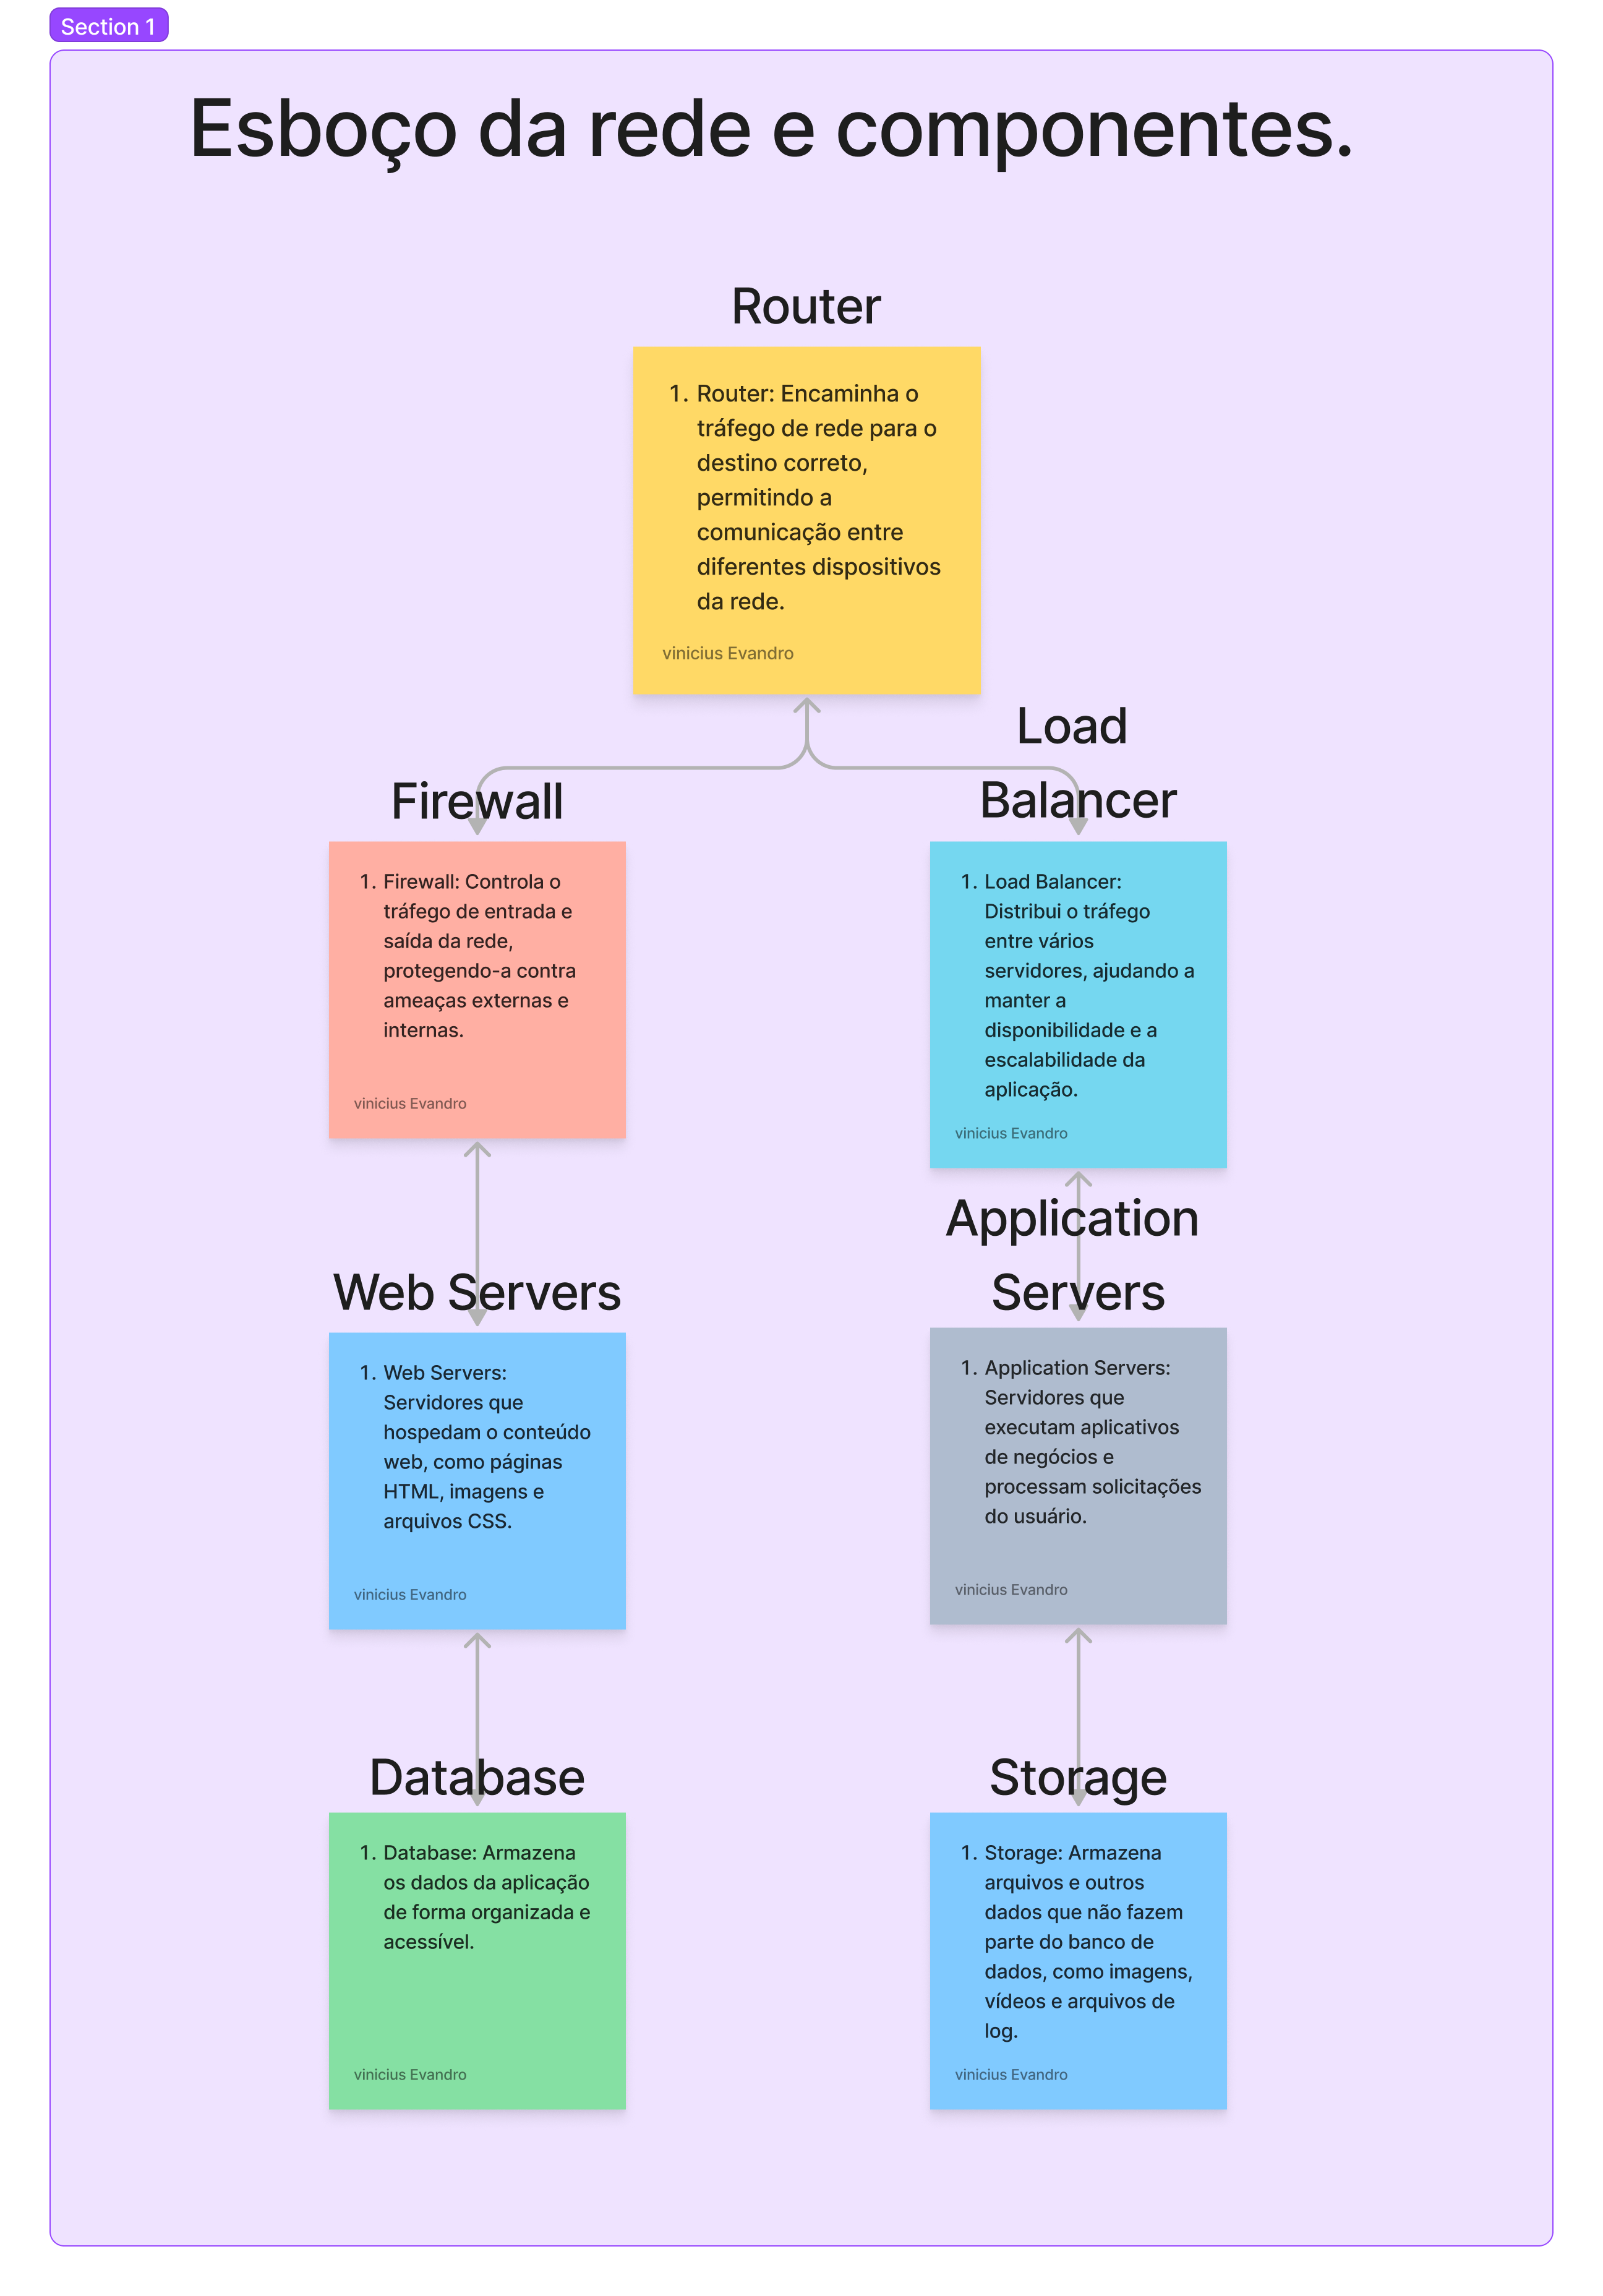 Section 1
Esboço da rede e componentes.
Router
1. Router: Encaminha o
tráfego de rede para o
destino correto,
permitindo a
comunicação entre
diferentes dispositivos
da rede.
vinicius Evandro
Firewall
1. Firewall: Controla o
tráfego de entrada e
saída da rede,
protegendo-a contra
ameaças externas e
internas.
vinicius Evandro
Load
Balancer
1. Load Balancer:
Distribui o tráfego
entre vários
servidores, ajudando a
manter a
disponibilidade e a
escalabilidade da
aplicação.
vinicius Evandro
Web Servers
1. Web Servers:
Servidores que
hospedam o conteúdo
web, como páginas
HTML, imagens e
arquivos CSS.
vinicius Evandro
Application
Servers
1. Application Servers:
Servidores que
executam aplicativos
de negócios e
processam solicitações
do usuário.
vinicius Evandro
Database
1. Database: Armazena
os dados da aplicação
de forma organizada e
acessível.
vinicius Evandro
Storage
1. Storage: Armazena
arquivos e outros
dados que não fazem
parte do banco de
dados, como imagens,
vídeos e arquivos de
log.
vinicius Evandro